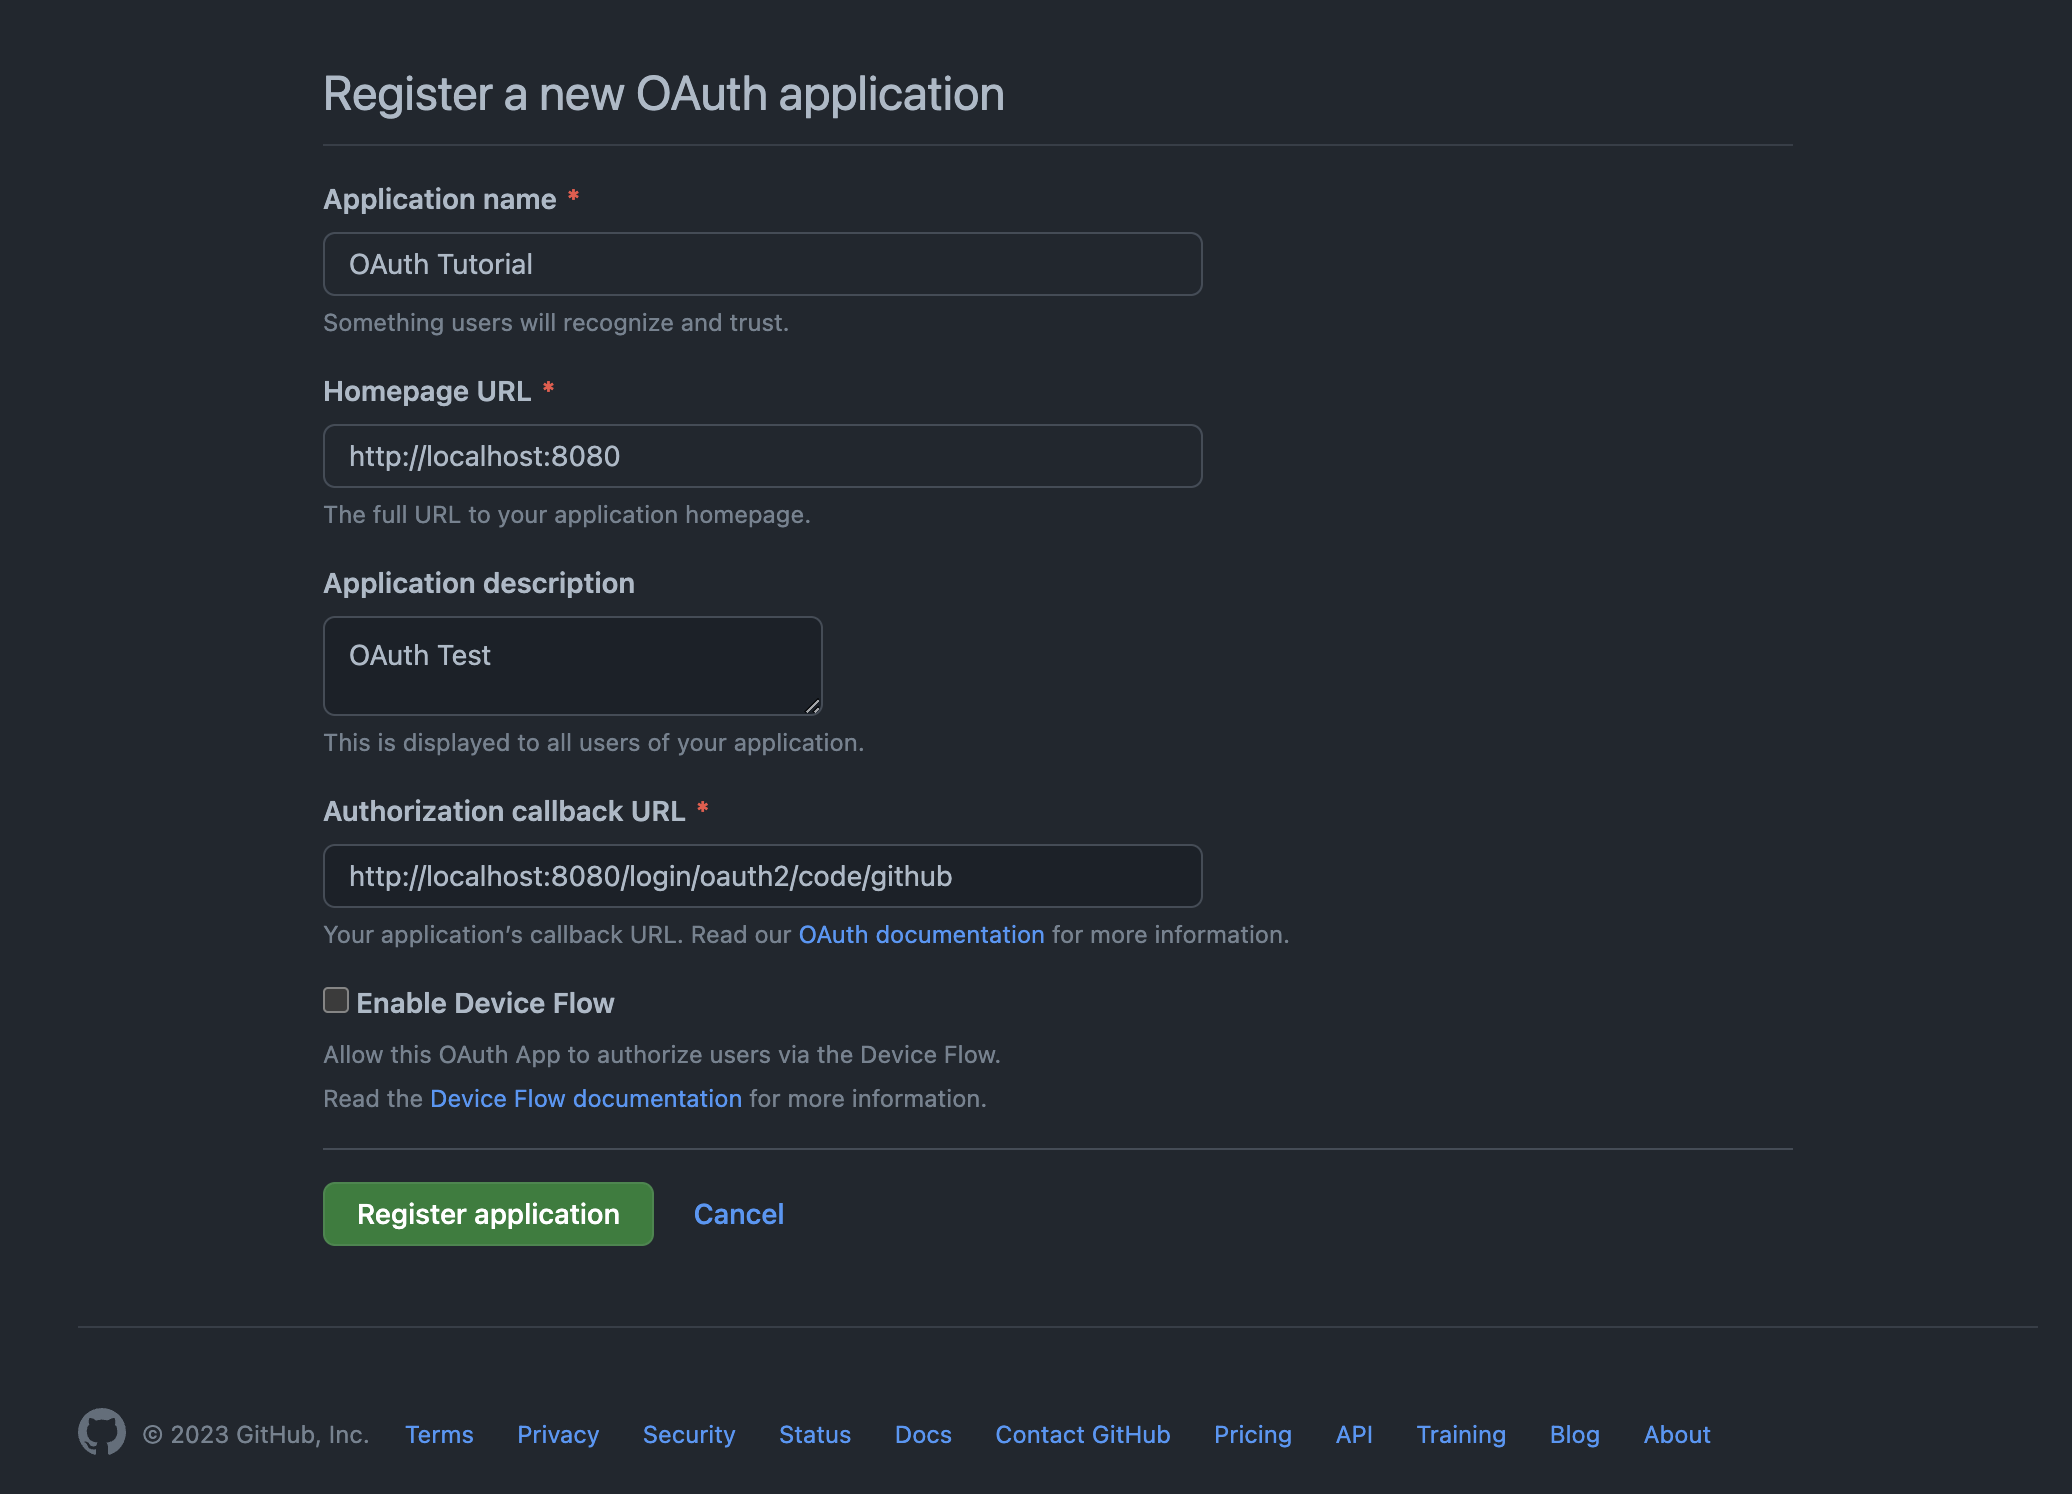 Register a new OAuth application
Application name *
OAuth Tutorial
Something users will recognize and trust.
Homepage URL *
http://localhost:8080
The full URL to your application homepage.
Application description
OAuth Test
This is displayed to all users of your application.
Authorization callback URL *
http://localhost:8080/login/oauth2/code/github
Your application’s callback URL. Read our OAuth documentation for more information.
Enable Device Flow
Allow this OAuth App to authorize users via the Device Flow.
Read the Device Flow documentation for more information.
Register application Cancel
© 2023 GitHub, Inc. Terms Privacy Security Status Docs Contact GitHub Pricing API Training Blog About